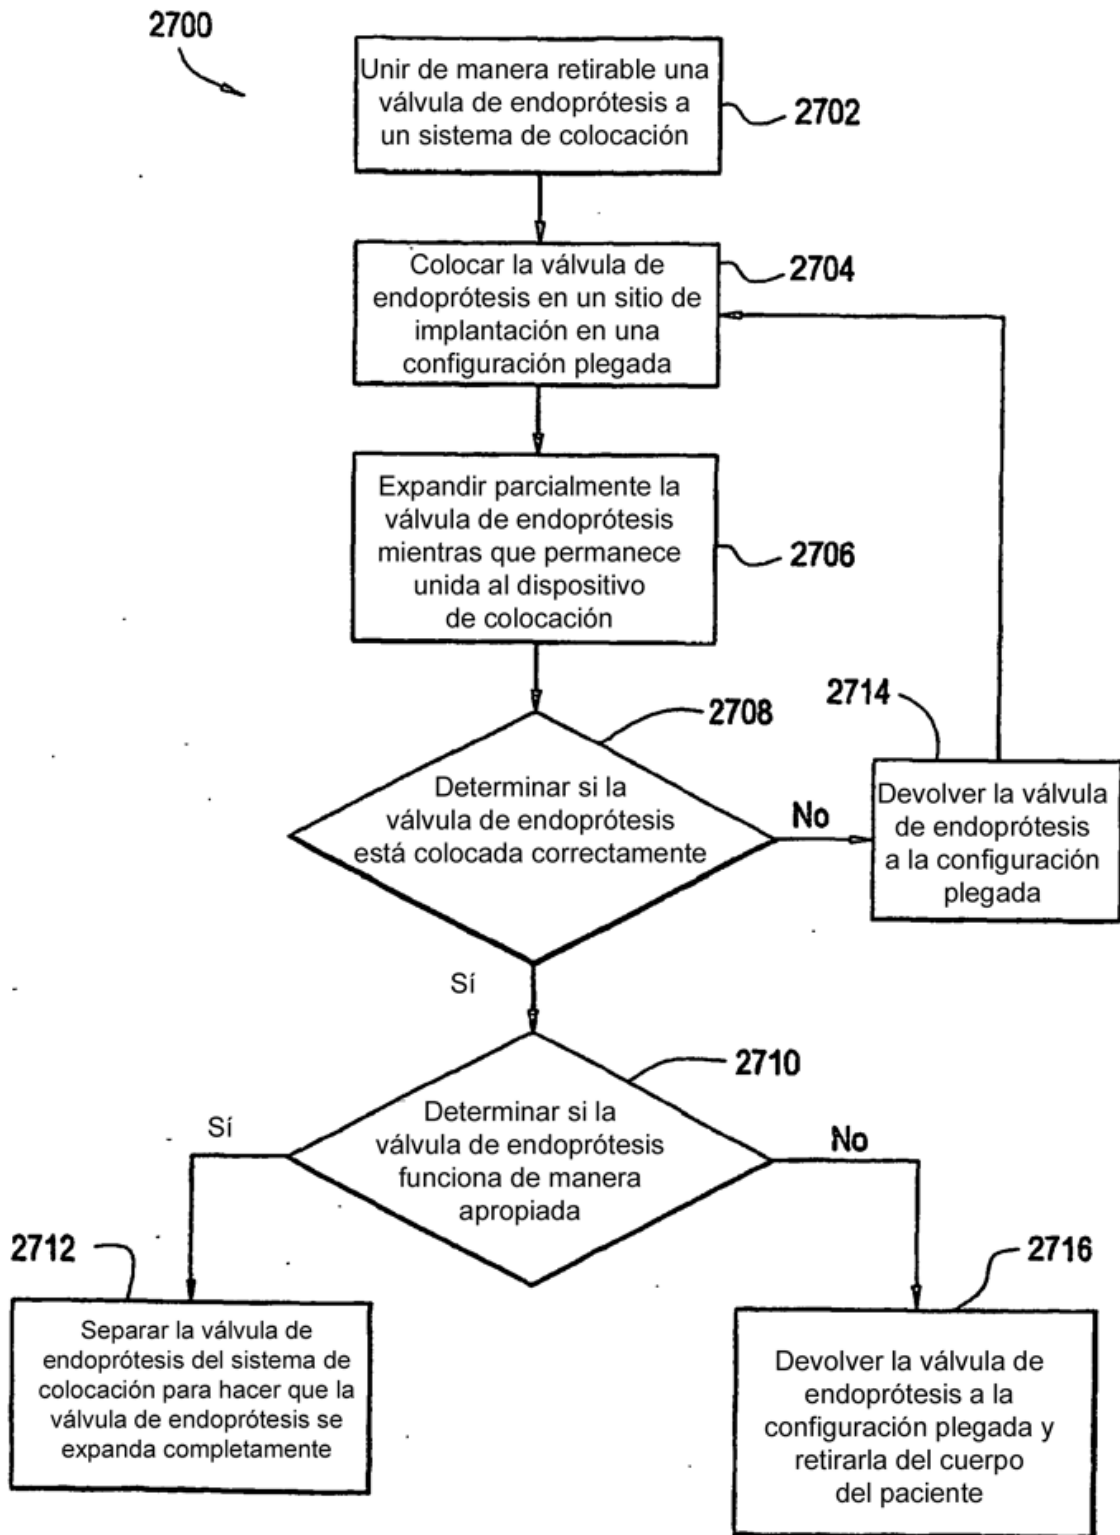 2700
Unir de manera retirable una
válvula de endoprótesis a
un sistema de colocación
2702
Colocar la válvula de
endoprótesis en un sitio de
implantación en una
configuración plegada
2704
Expandir parcialmente la
válvula de endoprótesis
mientras que permanece
unida al dispositivo
de colocación
2706
2708
Determinar si la
válvula de endoprótesis
está colocada correctamente
No
2714
Devolver la válvula
de endoprótesis
a la configuración
plegada
Sí
2710
Determinar si la
válvula de endoprótesis
funciona de manera
apropiada
Sí
No
2712
Separar la válvula de
endoprótesis del sistema de
colocación para hacer que la
válvula de endoprótesis se
expanda completamente
2716
Devolver la válvula de
endoprótesis a la
configuración plegada y
retirarla del cuerpo
del paciente